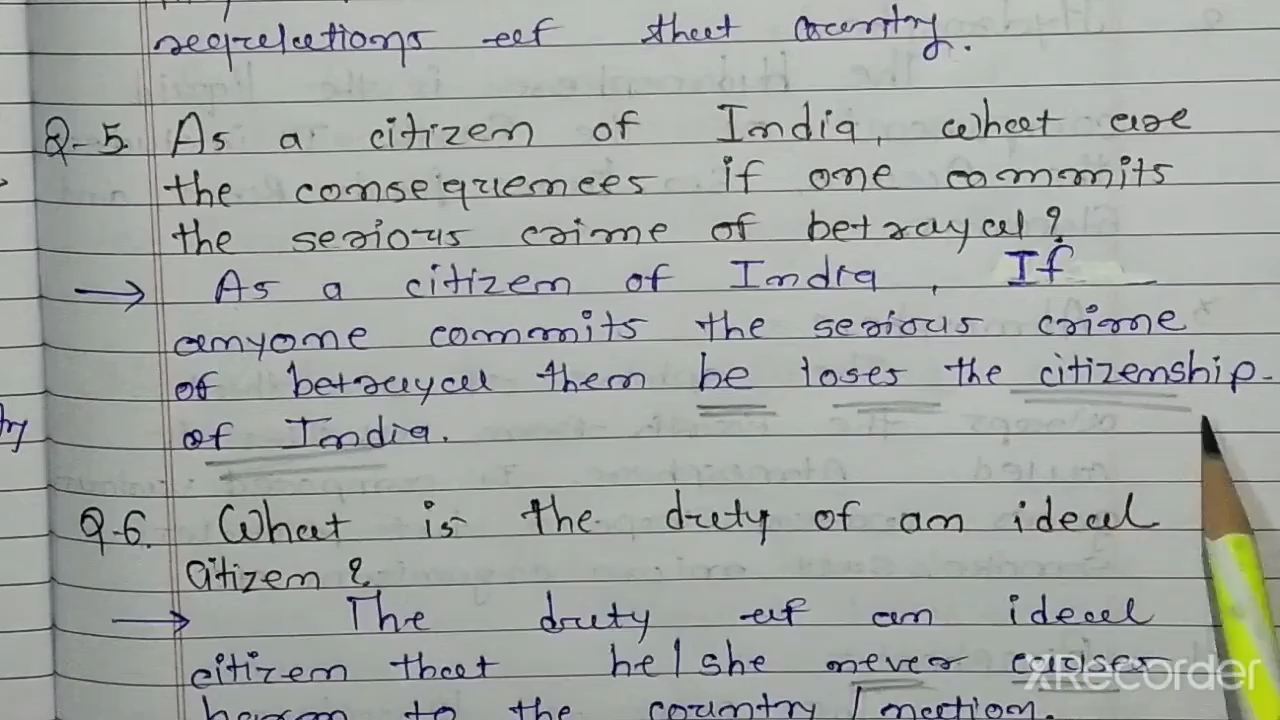 regulations of that country.
Q-5. As a citizen of India, what are
the consequences if one commits
the serious crime of betrayal?
→ As a citizen of India, If
anyone commits the serious crime
of betrayal then he loses the citizenship
of India.
Q-6. What is the duty of an ideal
citizen?
→ The duty of an ideal
citizen that he/she never causes
harm to the country/nation.
XRecorder